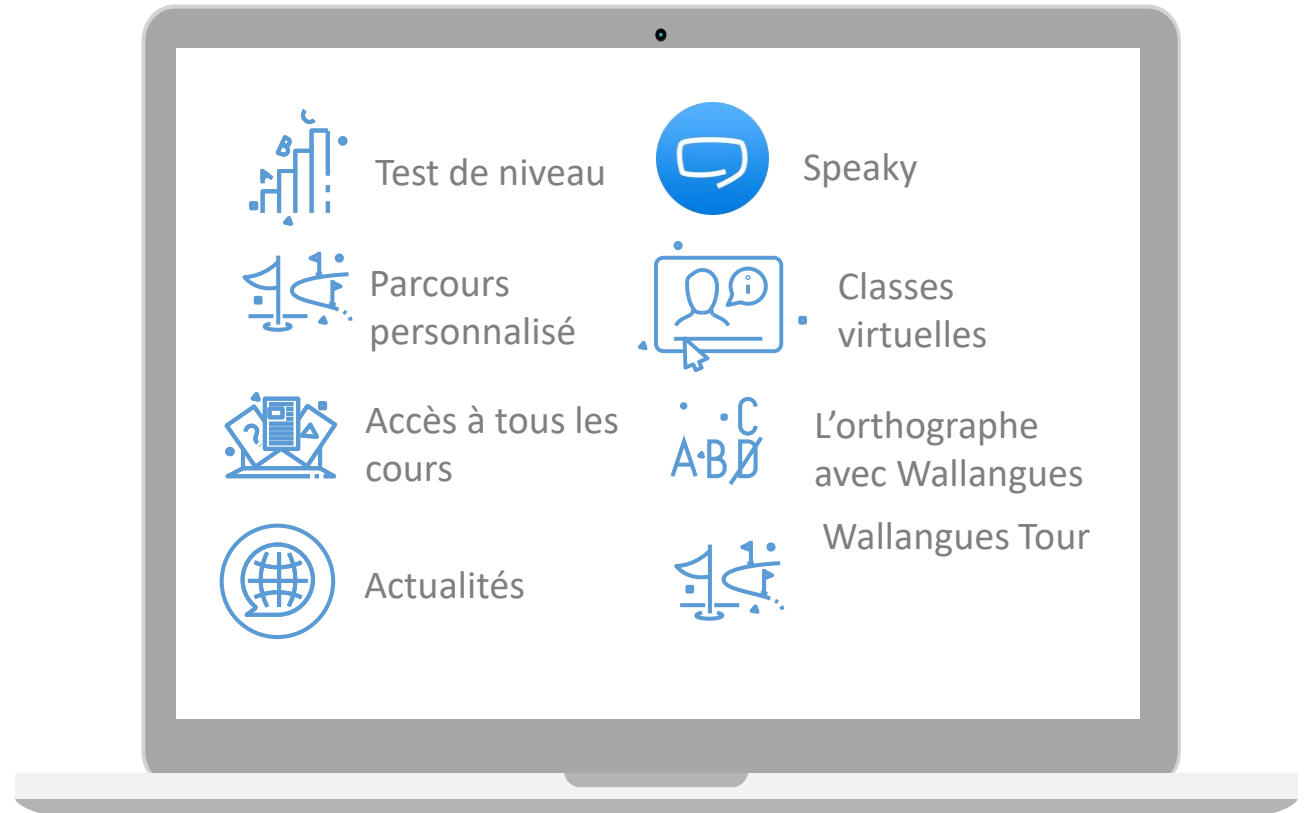 Test de niveau
Parcours
personnalisé
Accès à tous les
cours
Actualités
Speaky
Classes
virtuelles
L’orthographe
avec Wallangues
Wallangues Tour
A
B
C
i
?
C
A B D